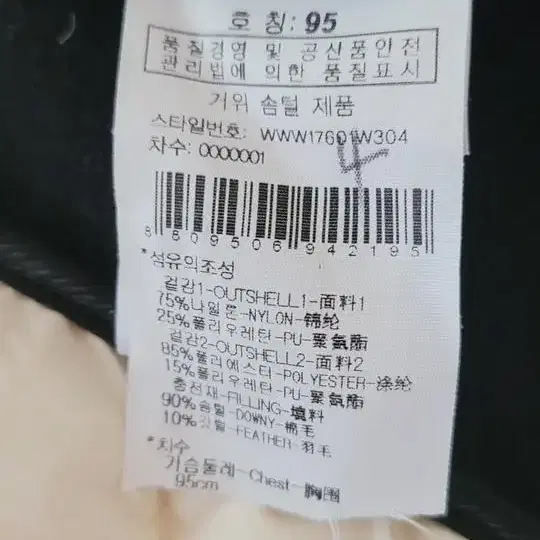 호 칭: 95
품질경영 및 공산품안전
관리법에 의한 품질표시
거위 솜털 제품
스타일번호: WWW17601W304
4
차수: 0000001
8809506942195
*섬유의조성
겉감1-OUTSHELL1-面料1
75%나일론-NYLON-锦纶
25%폴리우레탄-PU-聚氨酯
겉감2-OUTSHELL2-面料2
85%폴리에스터-POLYESTER-涤纶
15%폴리우레탄-PU-聚氨酯
충전재-FILLING-填料
90%솜털-DOWNY-棉毛
10%깃털-FEATHER-羽毛
*치수
가슴둘레-Chest-胸围
95cm